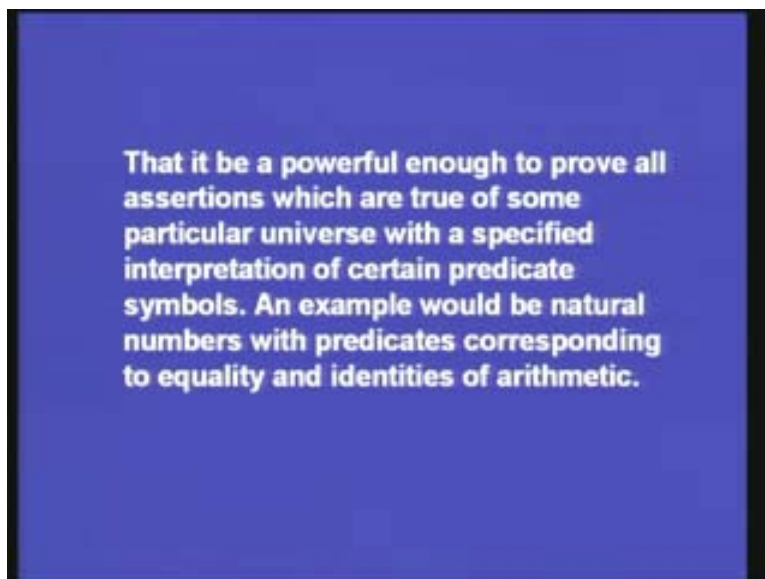 That it be a powerful enough to prove all
assertions which are true of some
particular universe with a specified
interpretation of certain predicate
symbols. An example would be natural
numbers with predicates corresponding
to equality and identities of arithmetic.